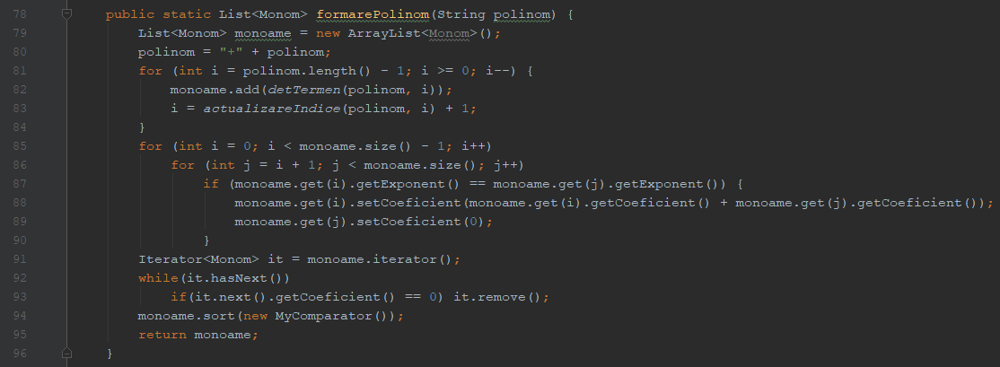 78 public static List<Monom> formarePolinom(String polinom) {
79 List<Monom> monoame = new ArrayList<Monom>();
80 polinom = "+" + polinom;
81 for (int i = polinom.length() - 1; i >= 0; i--) {
82 monoame.add(detTermen(polinom, i));
83 i = actualizareIndice(polinom, i) + 1;
84 }
85 for (int i = 0; i < monoame.size() - 1; i++)
86 for (int j = i + 1; j < monoame.size(); j++)
87 if (monoame.get(i).getExponent() == monoame.get(j).getExponent()) {
88 monoame.get(i).setCoeficient(monoame.get(i).getCoeficient() + monoame.get(j).getCoeficient());
89 monoame.get(j).setCoeficient(0);
90 }
91 Iterator<Monom> it = monoame.iterator();
92 while(it.hasNext())
93 if(it.next().getCoeficient() == 0) it.remove();
94 monoame.sort(new MyComparator());
95 return monoame;
96 }